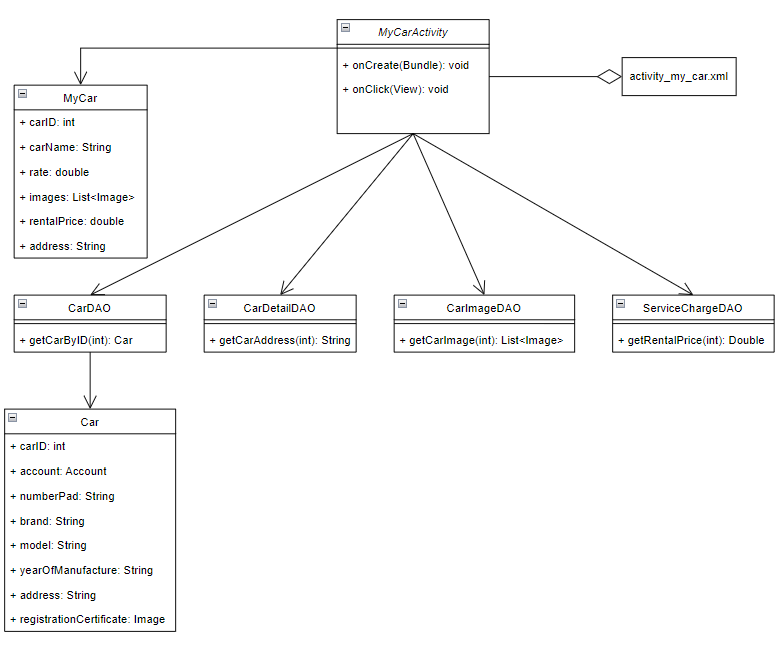 MyCarActivity
+ onCreate(Bundle): void
+ onClick(View): void
activity_my_car.xml
MyCar
+ carID: int
+ carName: String
+ rate: double
+ images: List<Image>
+ rentalPrice: double
+ address: String
CarDAO
+ getCarByID(int): Car
CarDetailDAO
+ getCarAddress(int): String
CarImageDAO
+ getCarImage(int): List<Image>
ServiceChargeDAO
+ getRentalPrice(int): Double
Car
+ carID: int
+ account: Account
+ numberPad: String
+ brand: String
+ model: String
+ yearOfManufacture: String
+ address: String
+ registrationCertificate: Image